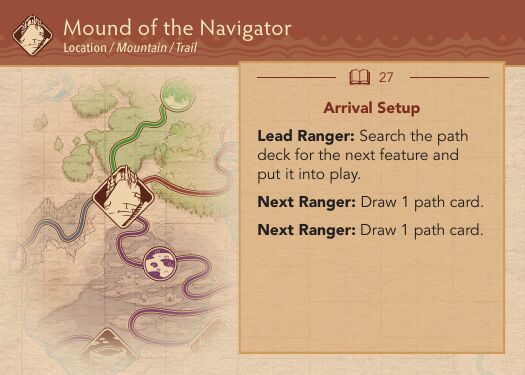 Mound of the Navigator
Location / Mountain / Trail
27
Arrival Setup
Lead Ranger: Search the path
deck for the next feature and
put it into play.
Next Ranger: Draw 1 path card.
Next Ranger: Draw 1 path card.